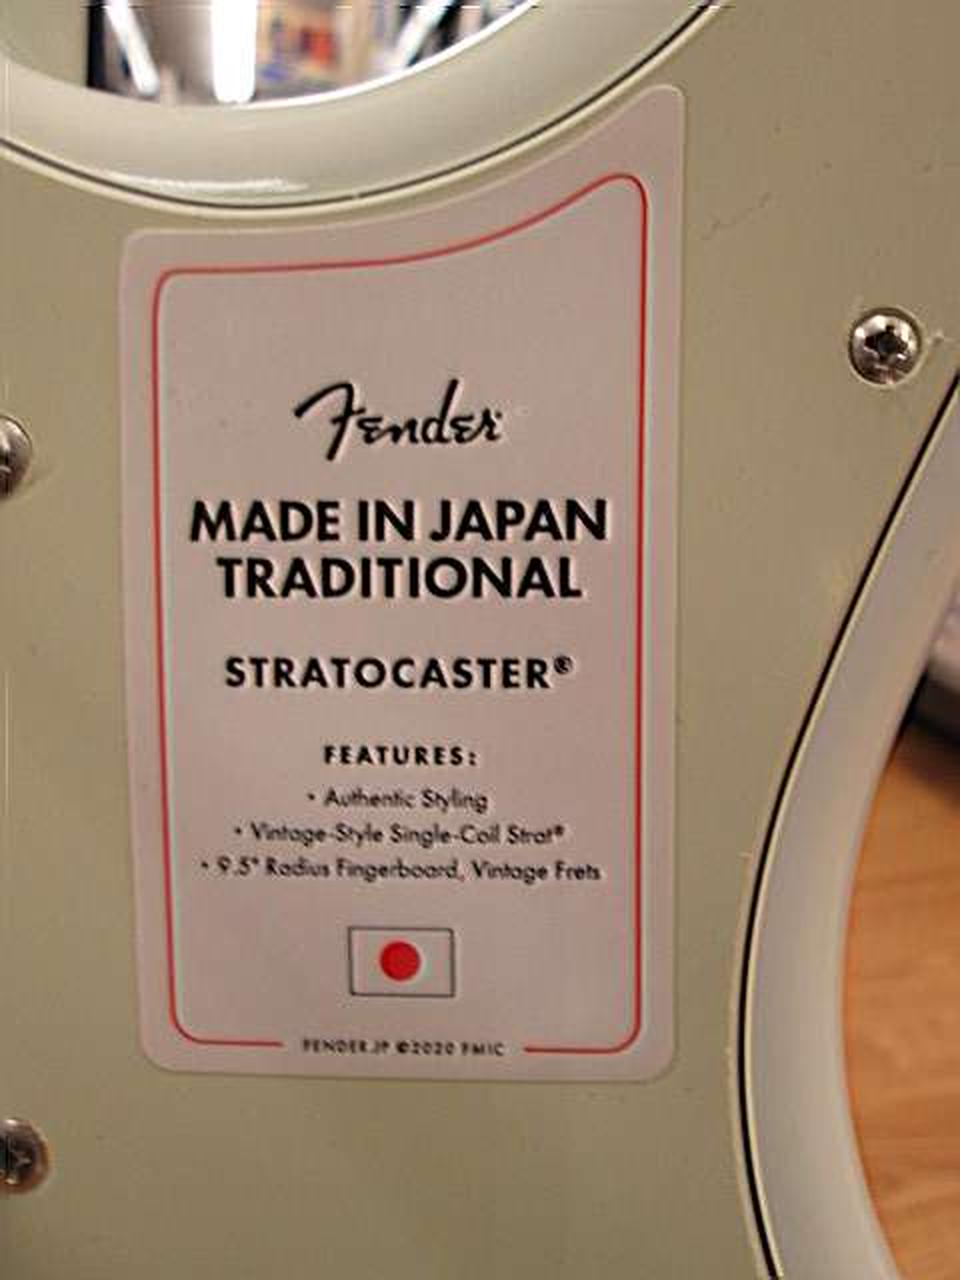 Fender
MADE IN JAPAN
TRADITIONAL
STRATOCASTER®
FEATURES:
• Authentic Styling
• Vintage-Style Single-Coil Strat®
• 9.5" Radius Fingerboard, Vintage Frets
FENDER.JP ©2020 FMIC